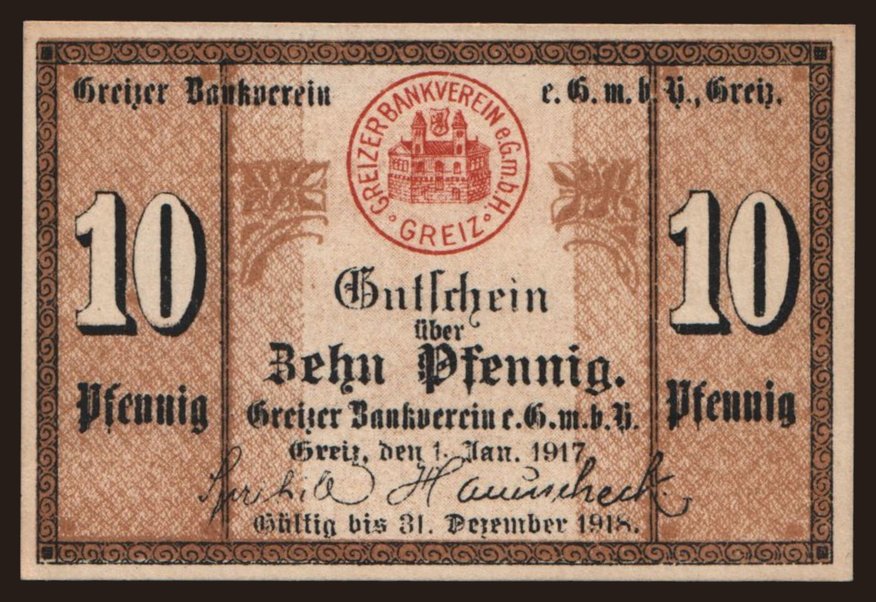 Greizer Bankverein e.G.m.b.H., Greiz.
GREIZER BANKVEREIN e.G.m.b.H.
GREIZ
10
10
Gutschein
über
Zehn Pfennig.
Pfennig
Pfennig
Greizer Bankverein e.G.m.b.H.
Greiz, den 1. Jan. 1917
Gültig bis 31. Dezember 1918.